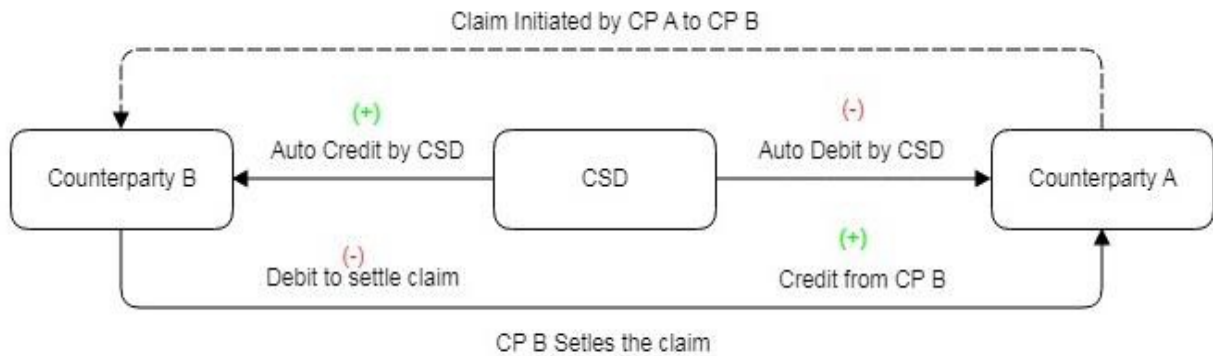 Claim Initiated by CP A to CP B
(+)
(-)
Auto Credit by CSD
Auto Debit by CSD
Counterparty B
CSD
Counterparty A
(-)
(+)
Debit to settle claim
Credit from CP B
CP B Setles the claim